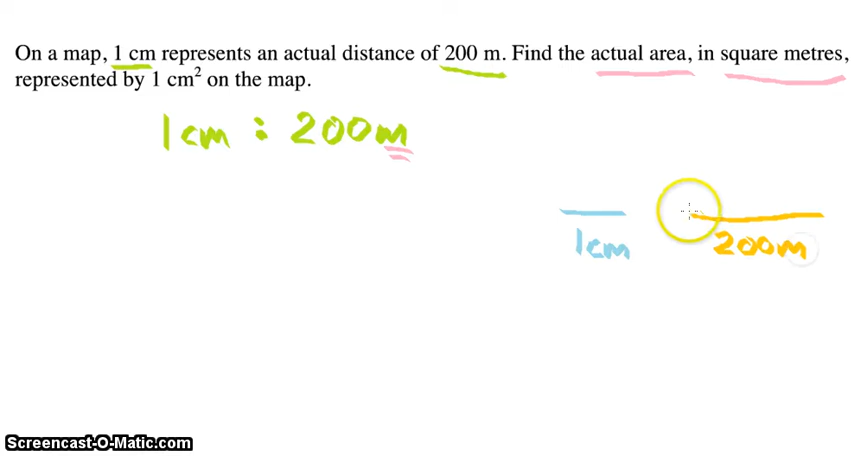 On a map, 1 cm represents an actual distance of 200 m. Find the actual area, in square metres,
represented by 1 cm² on the map.
1cm : 200m
1cm 200m
Screencast-O-Matic.com